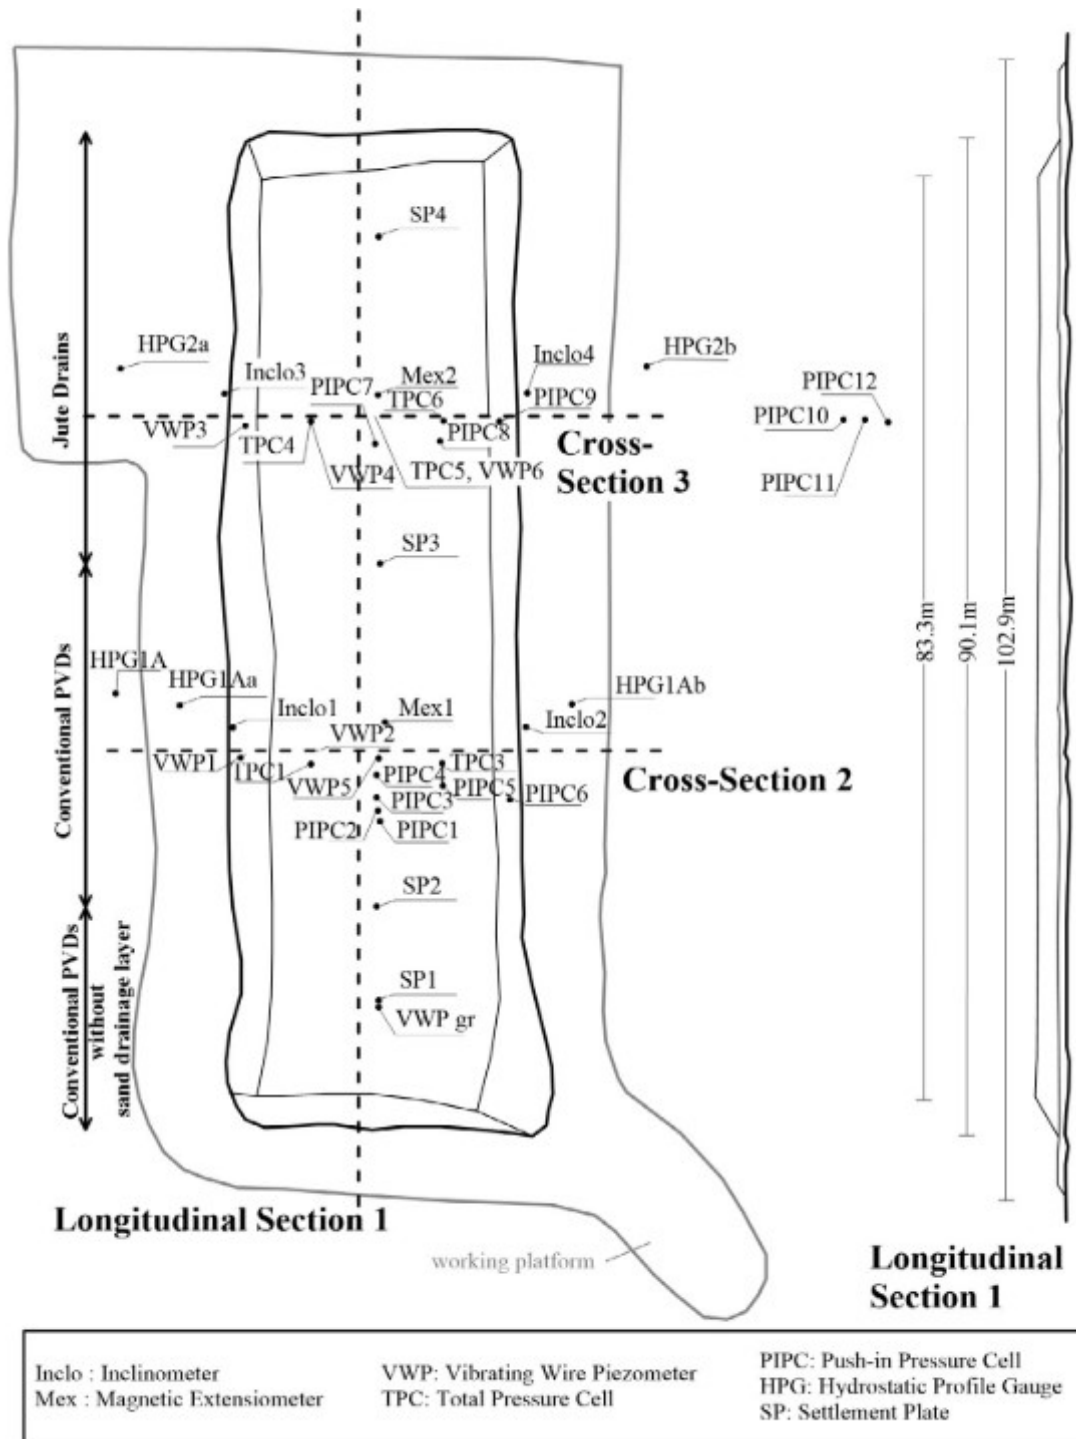 SP4
Jute Drains
HPG2a
Inclo3
PIPC7
Mex2
TPC6
Inclo4
HPG2b
PIPC9
PIPC12
PIPC10
PIPC11
VWP3
TPC4
VWP4
PIPC8
TPC5, VWP6
Cross-
Section 3
SP3
Conventional PVDs
HPG1A
HPG1Aa
Inclo1
VWP2
Mex1
HPG1Ab
Inclo2
VWP1
TPC1
VWP5
PIPC4
TPC3
PIPC5
PIPC6
Cross-Section 2
PIPC3
PIPC2
PIPC1
SP2
Conventional PVDs
without
sand drainage layer
SP1
VWP gr
83.3m
90.1m
102.9m
Longitudinal Section 1
working platform
Longitudinal
Section 1
Inclo : Inclinometer
Mex : Magnetic Extensiometer
VWP: Vibrating Wire Piezometer
TPC: Total Pressure Cell
PIPC: Push-in Pressure Cell
HPG: Hydrostatic Profile Gauge
SP: Settlement Plate